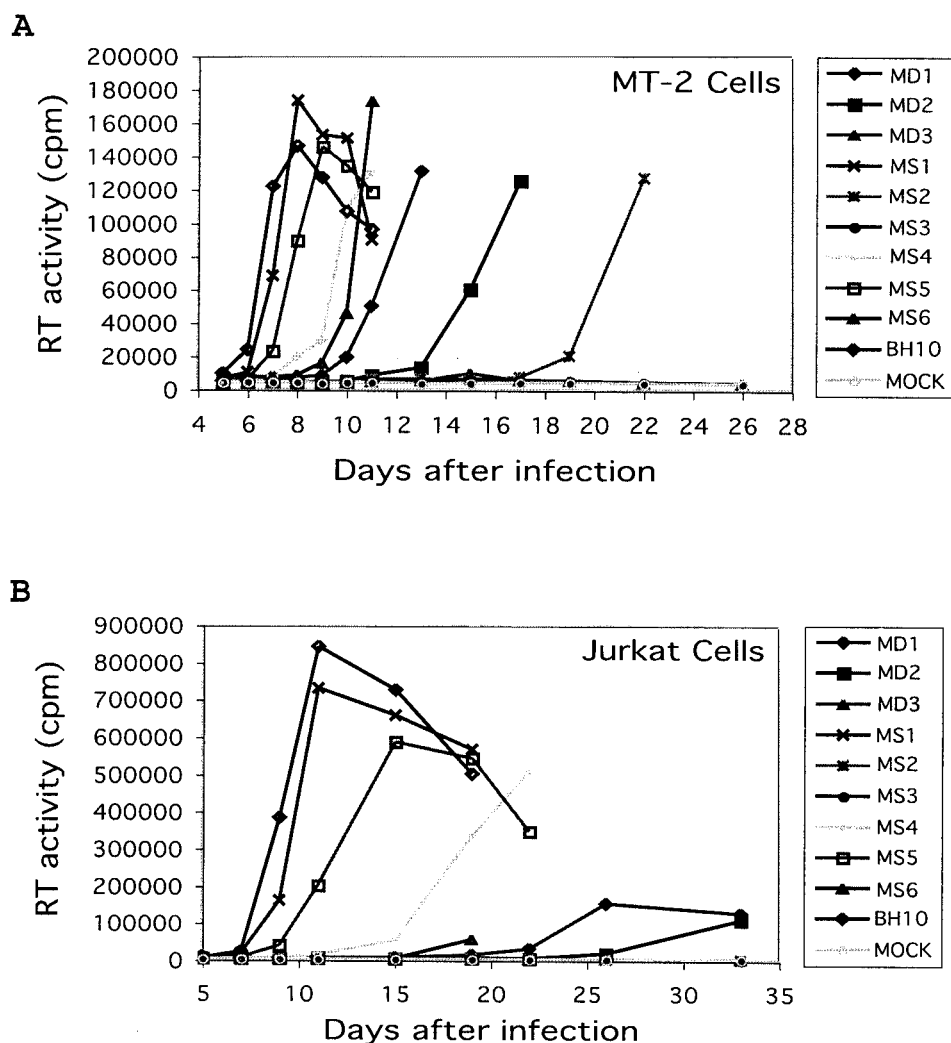 A
MT-2 Cells
RT activity (cpm)
200000
180000
160000
140000
120000
100000
80000
60000
40000
20000
0
4 6 8 10 12 14 16 18 20 22 24 26 28
Days after infection
MD1
MD2
MD3
MS1
MS2
MS3
MS4
MS5
MS6
BH10
MOCK
B
Jurkat Cells
RT activity (cpm)
900000
800000
700000
600000
500000
400000
300000
200000
100000
0
5 10 15 20 25 30 35
Days after infection
MD1
MD2
MD3
MS1
MS2
MS3
MS4
MS5
MS6
BH10
MOCK